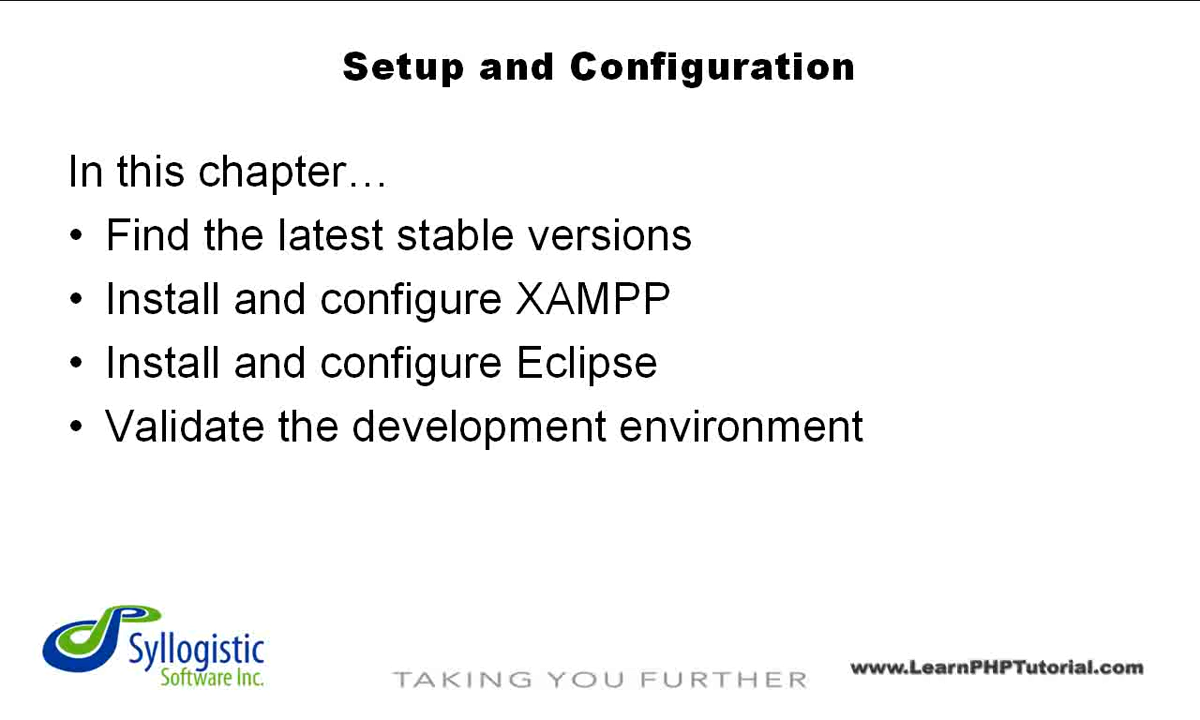 Setup and Configuration
In this chapter…
• Find the latest stable versions
• Install and configure XAMPP
• Install and configure Eclipse
• Validate the development environment
Syllogistic
Software Inc.
TAKING YOU FURTHER
www.LearnPHPTutorial.com